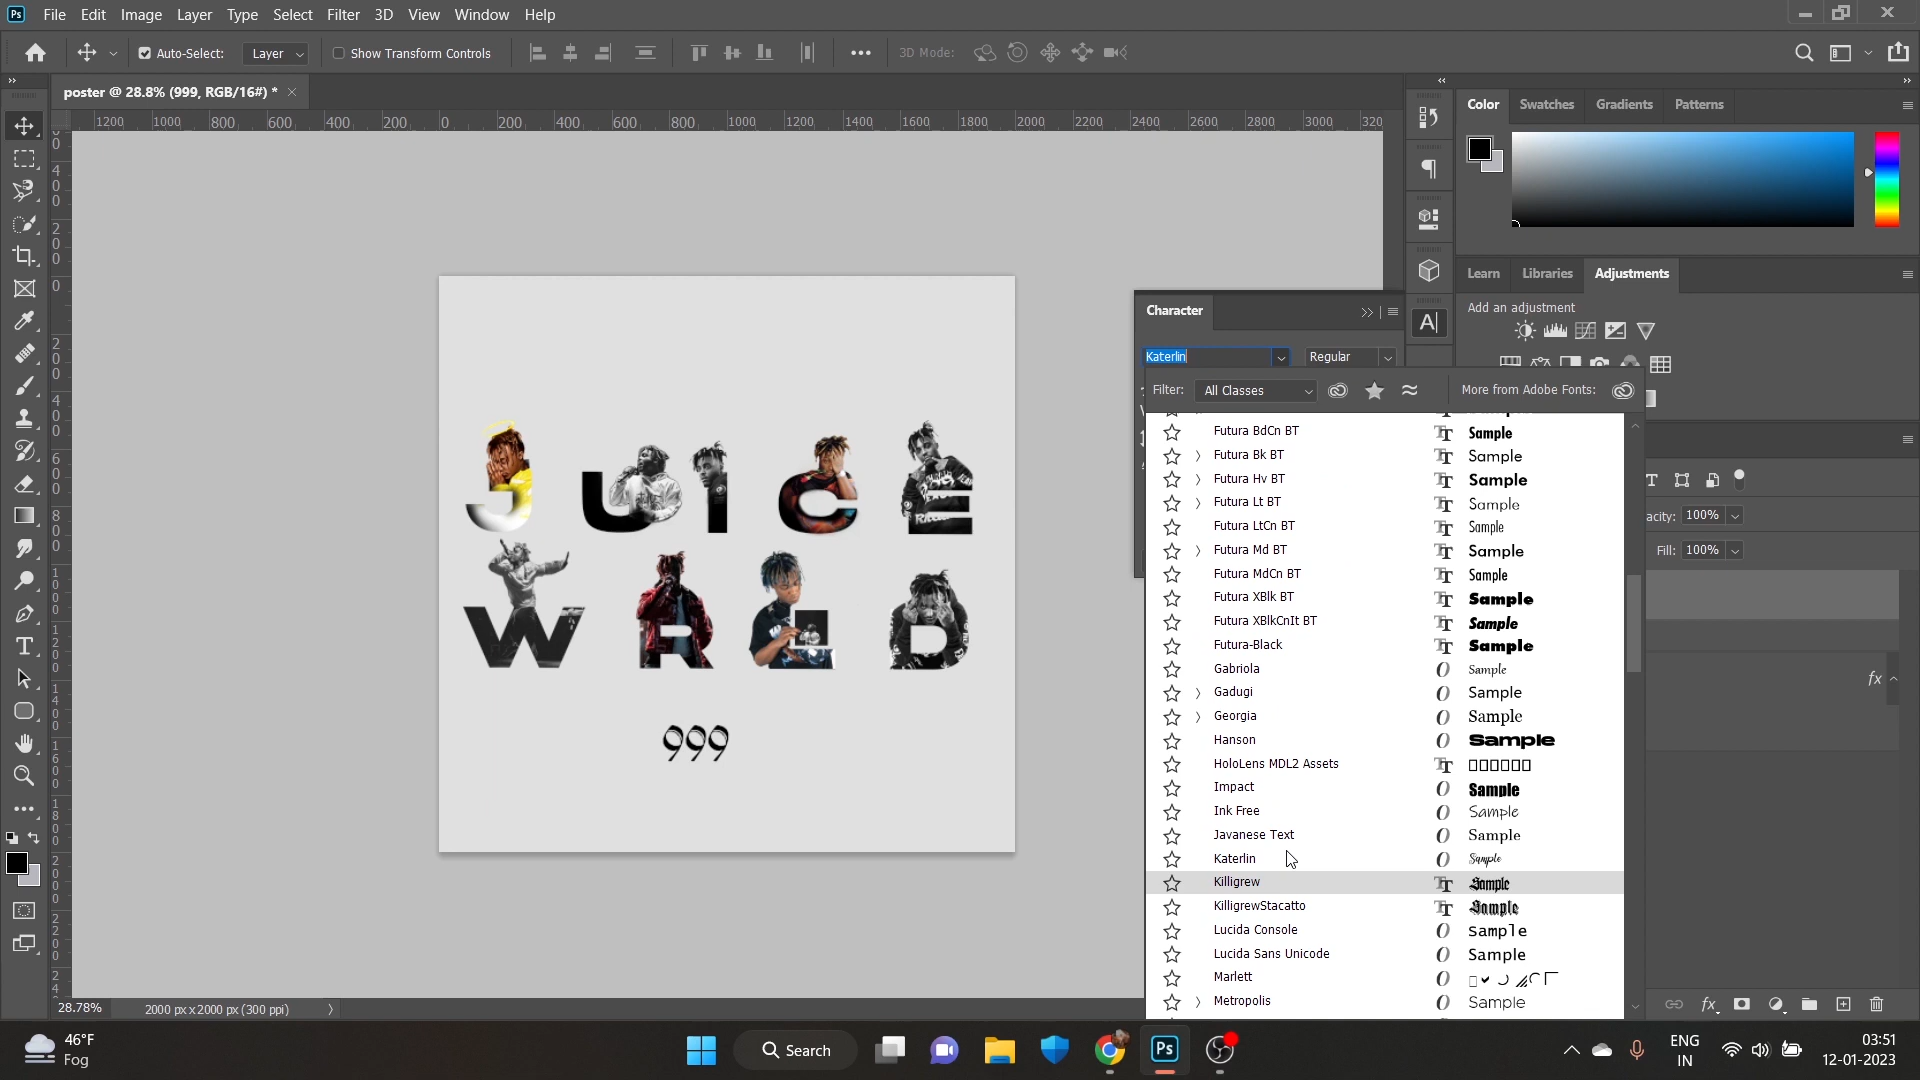 Ps File Edit Image Layer Type Select Filter 3D View Window Help
Auto-Select: Layer Show Transform Controls 3D Mode:
poster @ 28.8% (999, RGB/16#) *
1200 1000 800 600 400 200 0 200 400 600 800 1000 1200 1400 1600 1800 2000 2200 2400 2600 2800 3000 320
Color Swatches Gradients Patterns
Learn Libraries Adjustments
Add an adjustment
Character
Katerlin Regular
Filter: All Classes More from Adobe Fonts:
Futura BdCn BT Sample
Futura Bk BT Sample
Futura Hv BT Sample
Futura Lt BT Sample
Futura LtCn BT Sample
Futura Md BT Sample
Futura MdCn BT Sample
Futura XBlk BT Sample
Futura XBlkCnIt BT Sample
Futura-Black Sample
Gabriola Sample
Gadugi Sample
Georgia Sample
Hanson Sample
HoloLens MDL2 Assets
Impact Sample
Ink Free Sample
Javanese Text Sample
Katerlin Sample
Killigrew Sample
KilligrewStacatto Sample
Lucida Console Sample
Lucida Sans Unicode Sample
Marlett
Metropolis Sample
acity: 100%
Fill: 100%
fx
JUICE
WRLD
999
28.78% 2000 px x 2000 px (300 ppi)
fx
46°F
Fog
Search
Ps
ENG
IN
03:51
12-01-2023